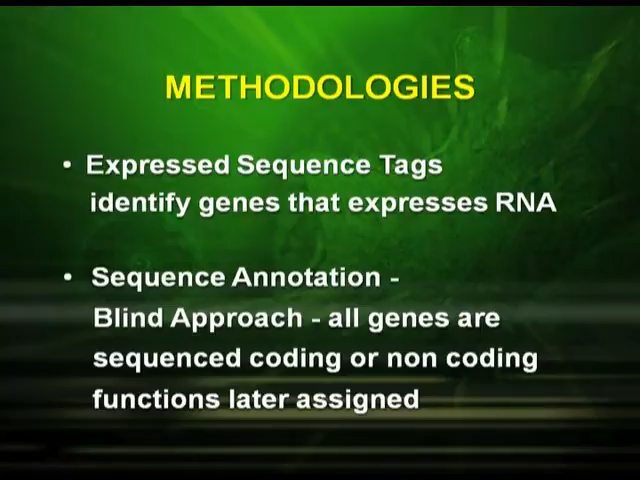 METHODOLOGIES
• Expressed Sequence Tags
identify genes that expresses RNA
• Sequence Annotation -
Blind Approach - all genes are
sequenced coding or non coding
functions later assigned